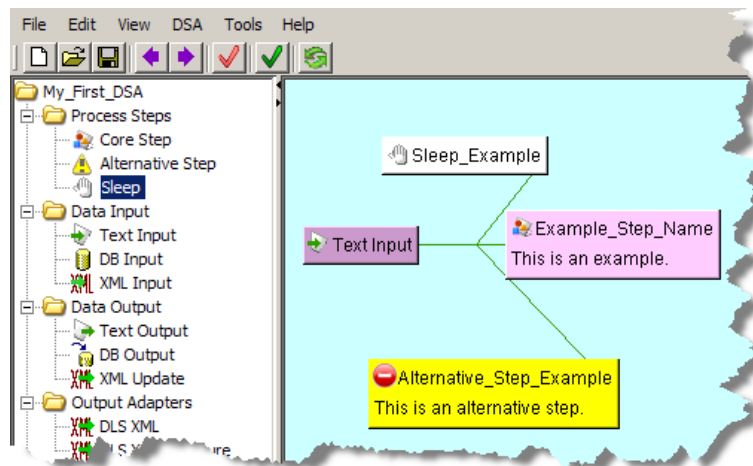 File Edit View DSA Tools Help
My_First_DSA
Process Steps
Core Step
Alternative Step
Sleep
Data Input
Text Input
DB Input
XML Input
Data Output
Text Output
DB Output
XML Update
Output Adapters
DLS XML
Sleep_Example
Text Input
Example_Step_Name
This is an example.
Alternative_Step_Example
This is an alternative step.